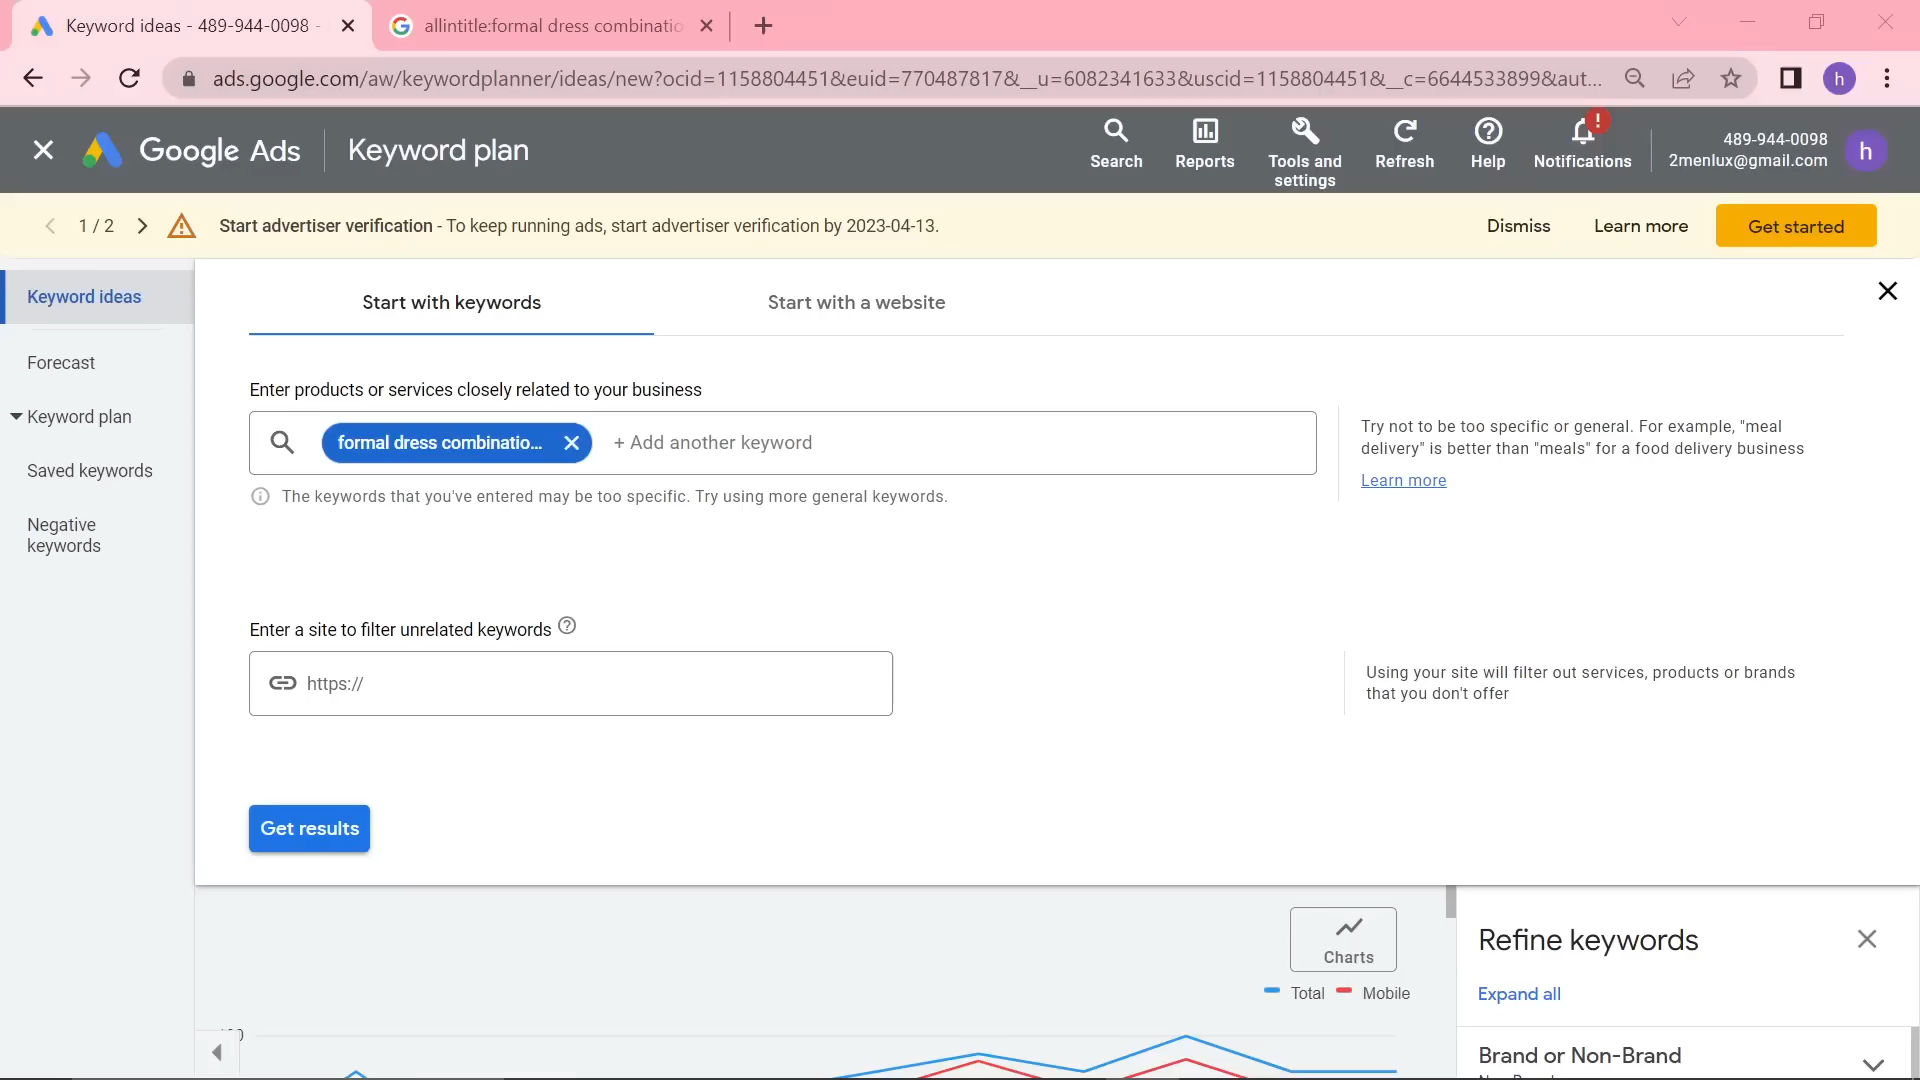 Keyword ideas - 489-944-0098 -
allintitle:formal dress combinatio
ads.google.com/aw/keywordplanner/ideas/new?ocid=1158804451&euid=770487817&__u=6082341633&uscid=1158804451&__c=6644533899&aut...
h
Google Ads
Keyword plan
Search
Reports
Tools and
settings
Refresh
Help
!
Notifications
489-944-0098
2menlux@gmail.com
h
1 / 2
Start advertiser verification - To keep running ads, start advertiser verification by 2023-04-13.
Dismiss
Learn more
Get started
Keyword ideas
Forecast
Keyword plan
Saved keywords
Negative
keywords
Start with keywords
Start with a website
Enter products or services closely related to your business
formal dress combinatio...
+ Add another keyword
The keywords that you've entered may be too specific. Try using more general keywords.
Try not to be too specific or general. For example, "meal
delivery" is better than "meals" for a food delivery business
Learn more
Enter a site to filter unrelated keywords
https://
Using your site will filter out services, products or brands
that you don't offer
Get results
Charts
Total
Mobile
Refine keywords
Expand all
Brand or Non-Brand